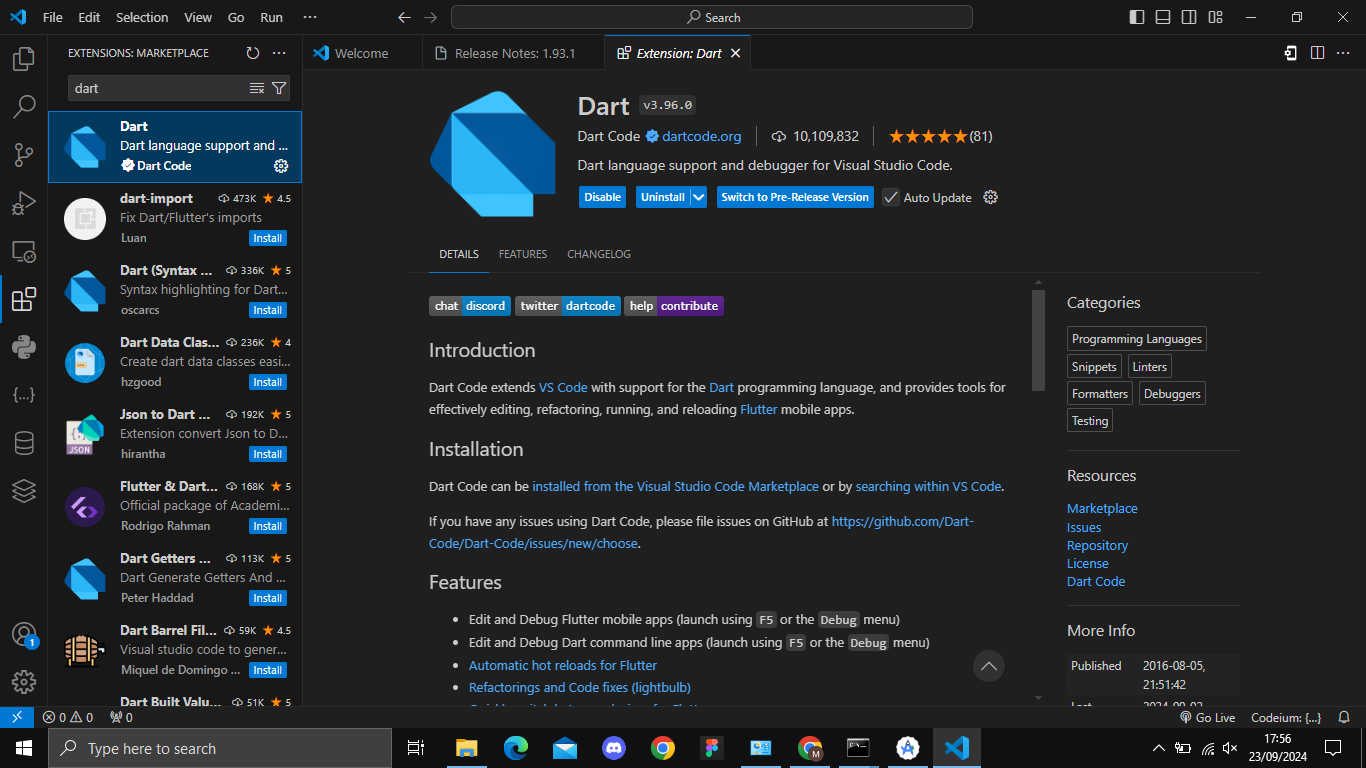 File Edit Selection View Go Run ···
Search
EXTENSIONS: MARKETPLACE
Welcome
Release Notes: 1.93.1
Extension: Dart
dart
Dart
Dart language support and ...
Dart Code
dart-import 473K 4.5
Fix Dart/Flutter's imports
Luan Install
Dart (Syntax ... 336K 5
Syntax highlighting for Dart...
oscarcs Install
Dart Data Clas... 236K 4
Create dart data classes easi...
hzgood Install
Json to Dart ... 192K 5
Extension convert Json to D...
hirantha Install
JSON
Flutter & Dart... 168K 5
Official package of Academi...
Rodrigo Rahman Install
Dart Getters ... 113K 5
Dart Generate Getters And ...
Peter Haddad Install
Dart Barrel Fil... 59K 4.5
Visual studio code to gener...
Miquel de Domingo ... Install
Dart Built Valu... 51K 5
Dart v3.96.0
Dart Code dartcode.org 10,109,832 (81)
Dart language support and debugger for Visual Studio Code.
Disable Uninstall Switch to Pre-Release Version Auto Update
DETAILS FEATURES CHANGELOG
chat discord twitter dartcode help contribute
Introduction
Dart Code extends VS Code with support for the Dart programming language, and provides tools for
effectively editing, refactoring, running, and reloading Flutter mobile apps.
Installation
Dart Code can be installed from the Visual Studio Code Marketplace or by searching within VS Code.
If you have any issues using Dart Code, please file issues on GitHub at https://github.com/Dart-
Code/Dart-Code/issues/new/choose.
Features
• Edit and Debug Flutter mobile apps (launch using F5 or the Debug menu)
• Edit and Debug Dart command line apps (launch using F5 or the Debug menu)
• Automatic hot reloads for Flutter
• Refactorings and Code fixes (lightbulb)
Categories
Programming Languages
Snippets Linters
Formatters Debuggers
Testing
Resources
Marketplace
Issues
Repository
License
Dart Code
More Info
Published 2016-08-05,
21:51:42
1
0 0 0
Go Live Codeium: {...}
Type here to search
M
17:56
23/09/2024